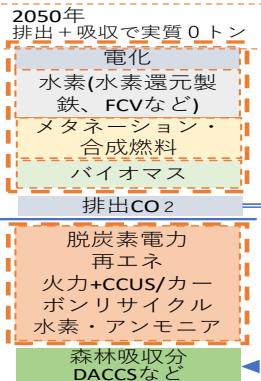 2050年
排出＋吸収で実質0トン
電化
水素(水素還元製
鉄、FCVなど)
メタネーション・
合成燃料
バイオマス
排出CO2
脱炭素電力
再エネ
火力+CCUS/カー
ボンリサイクル
水素・アンモニア
森林吸収分
DACCSなど